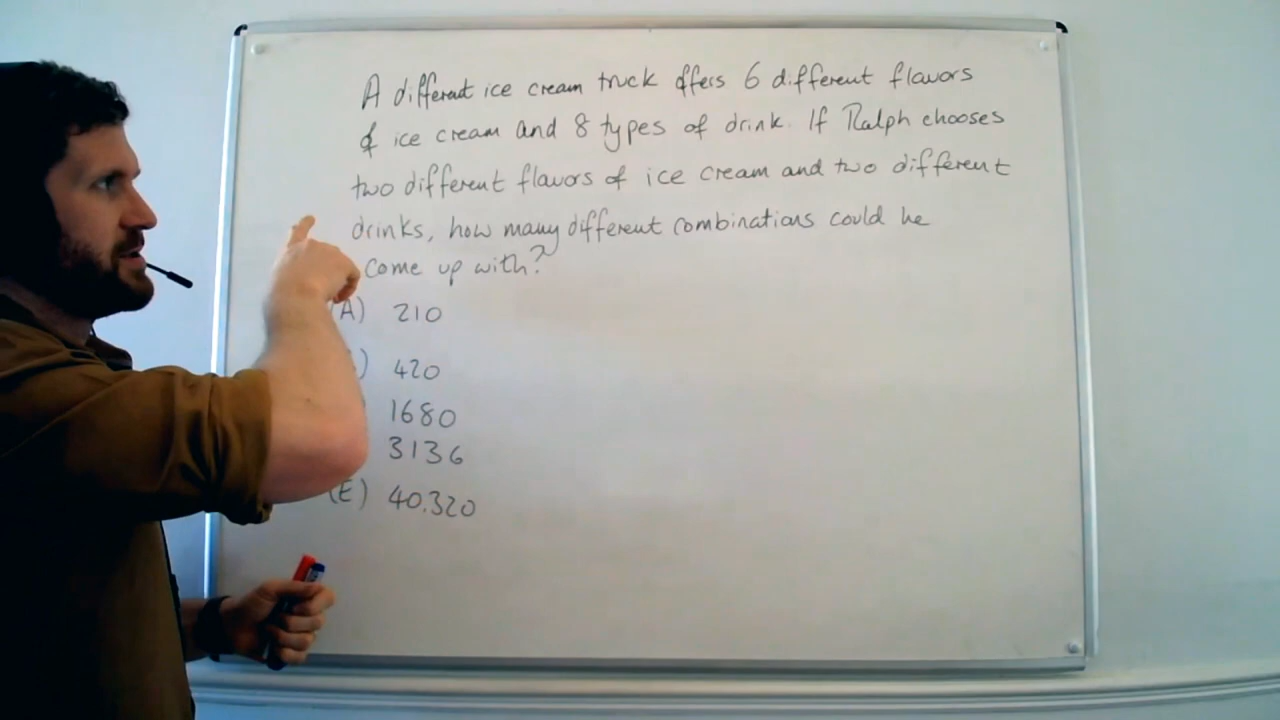 A different ice cream truck offers 6 different flavors
of ice cream and 8 types of drink. If Ralph chooses
two different flavors of ice cream and two different
drinks, how many different combinations could he
come up with?
(A) 210
) 420
1680
3136
(E) 40,320